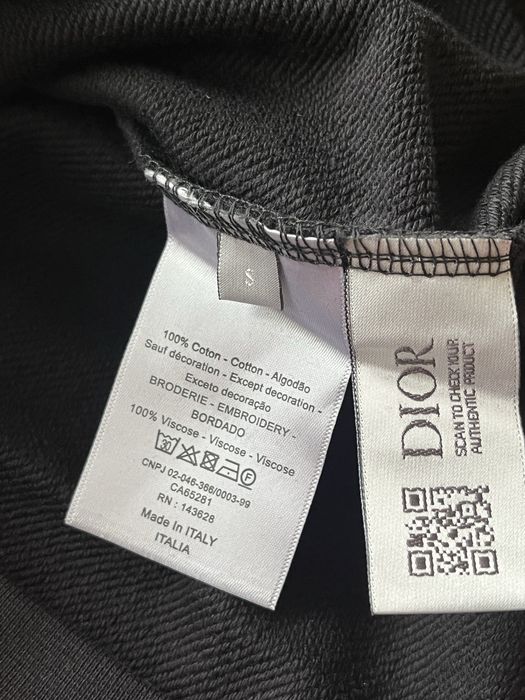 S
100% Coton - Cotton - Algodão
Sauf décoration - Except decoration -
Exceto decoração
BRODERIE - EMBROIDERY -
BORDADO
100% Viscose - Viscose - Viscose
30 P
CNPJ 02-046-366/0003-99
CA65281
RN : 143628
Made in ITALY
ITALIA
DIOR
SCAN TO CHECK YOUR
AUTHENTIC PRODUCT